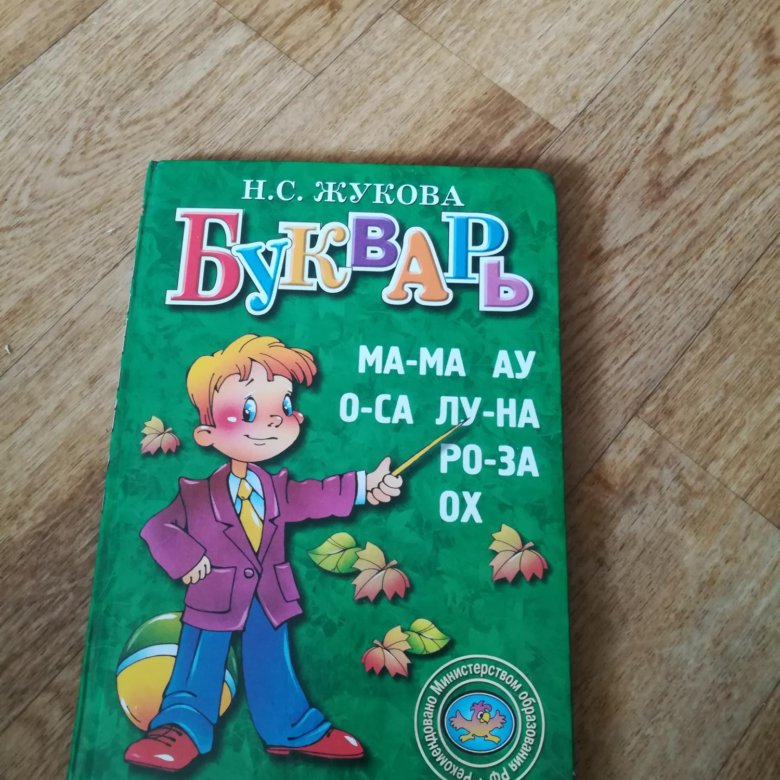 Н.С. ЖУКОВА
БУКВАРЬ
МА-МА АУ
О-СА ЛУ-НА
РО-ЗА
ОХ
Рекомендовано Министерством образования РФ